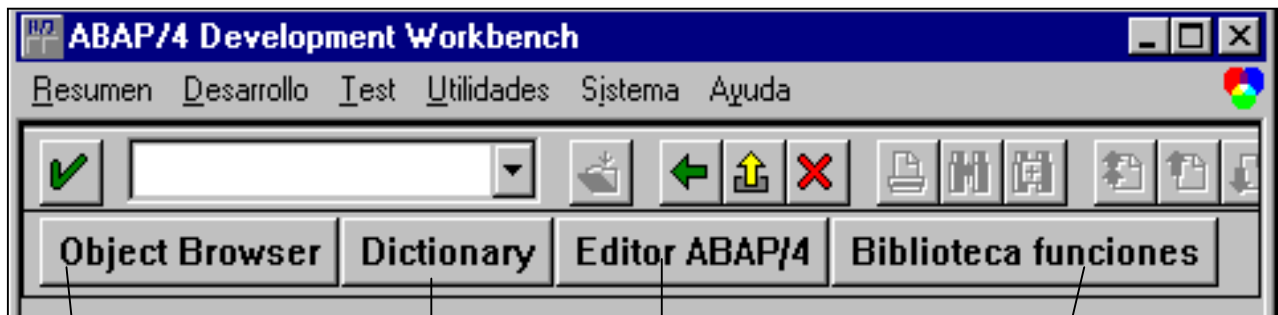 ABAP/4 Development Workbench
Resumen Desarrollo Test Utilidades Sistema Ayuda
Object Browser Dictionary Editor ABAP/4 Biblioteca funciones